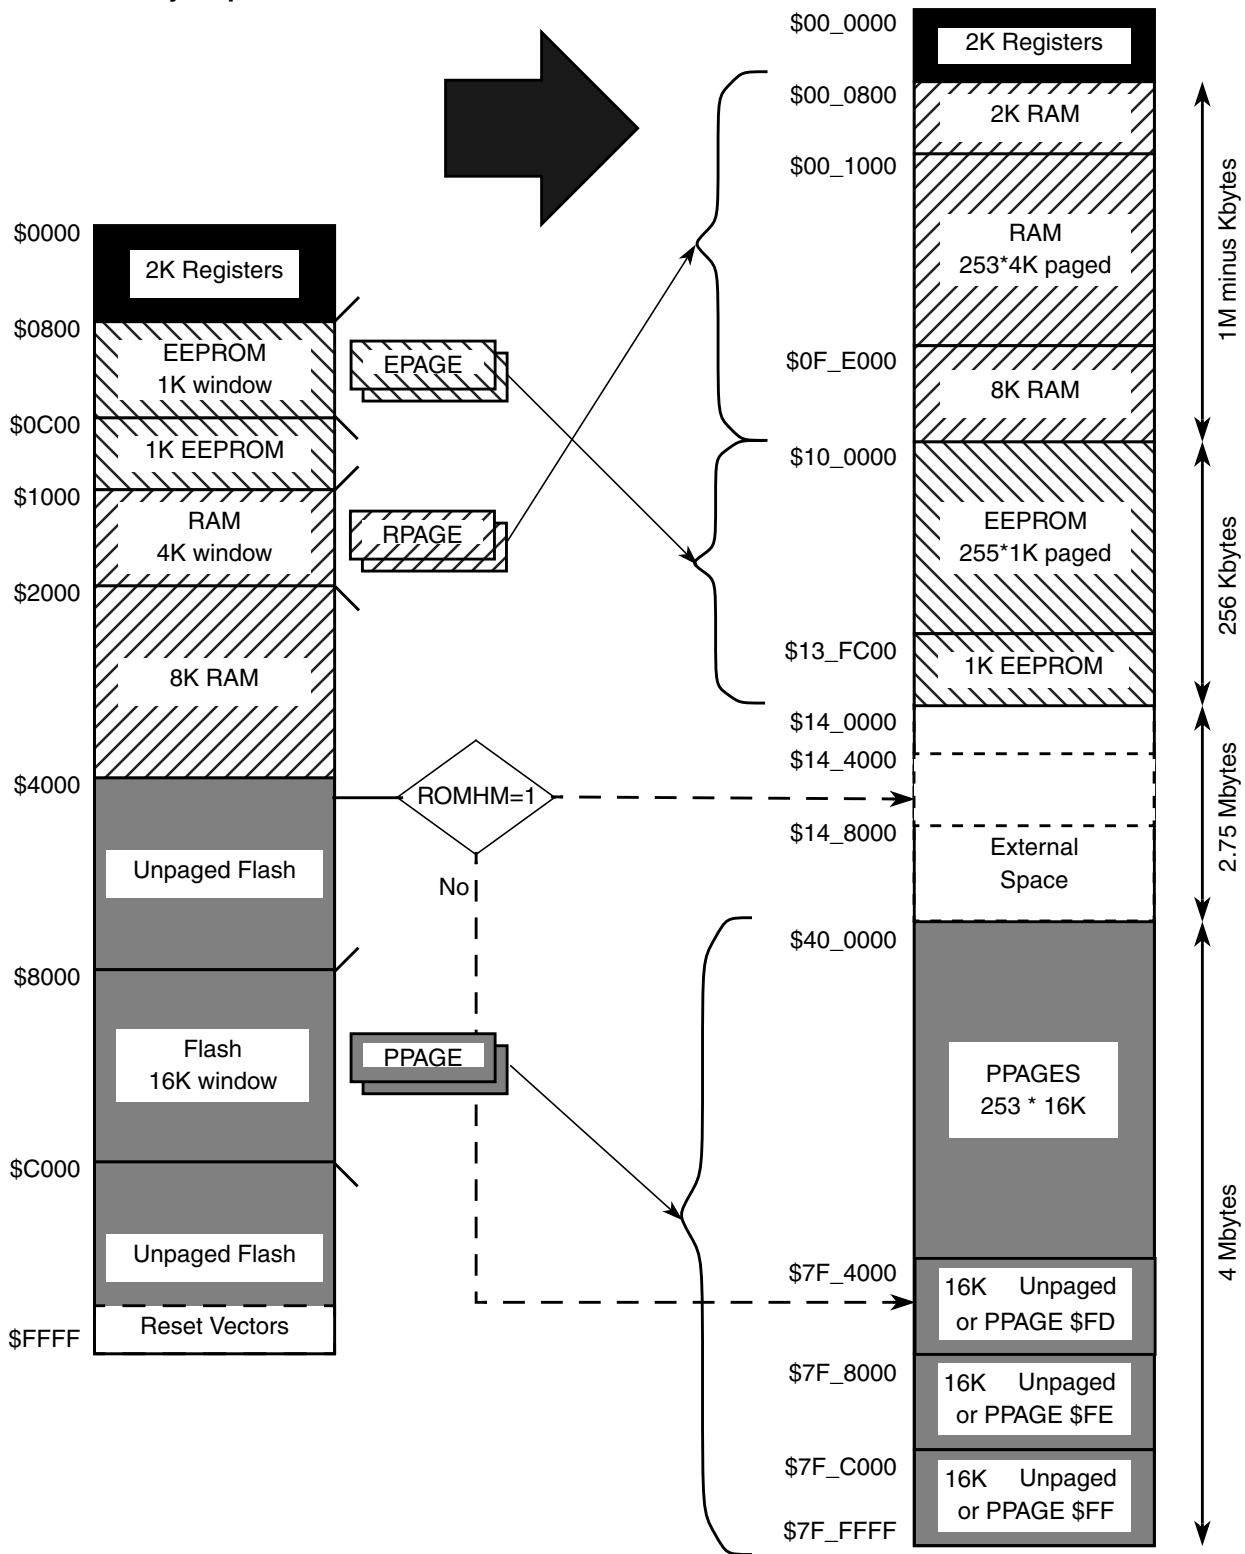 $0000
2K Registers
$0800
EEPROM
1K window
$0C00
1K EEPROM
$1000
RAM
4K window
$2000
8K RAM
$4000
Unpaged Flash
$8000
Flash
16K window
$C000
Unpaged Flash
Reset Vectors
$FFFF
EPAGE
RPAGE
ROMHM=1
No
PPAGE
$00_0000
2K Registers
$00_0800
2K RAM
$00_1000
RAM
253*4K paged
$0F_E000
8K RAM
$10_0000
EEPROM
255*1K paged
$13_FC00
1K EEPROM
$14_0000
$14_4000
$14_8000
External
Space
$40_0000
PPAGES
253 * 16K
$7F_4000
16K Unpaged
or PPAGE $FD
$7F_8000
16K Unpaged
or PPAGE $FE
$7F_C000
16K Unpaged
or PPAGE $FF
$7F_FFFF
1M minus Kbytes
256 Kbytes
2.75 Mbytes
4 Mbytes